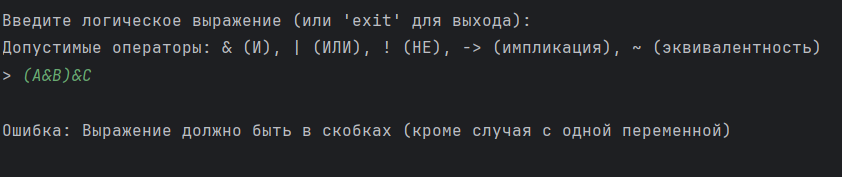 Введите логическое выражение (или 'exit' для выхода):
Допустимые операторы: & (И), | (ИЛИ), ! (НЕ), -> (импликация), ~ (эквивалентность)
> (A&B)&C
Ошибка: Выражение должно быть в скобках (кроме случая с одной переменной)